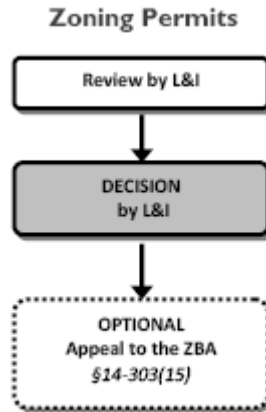 Zoning Permits
Review by L&I
DECISION
by L&I
OPTIONAL
Appeal to the ZBA
§14-303(15)